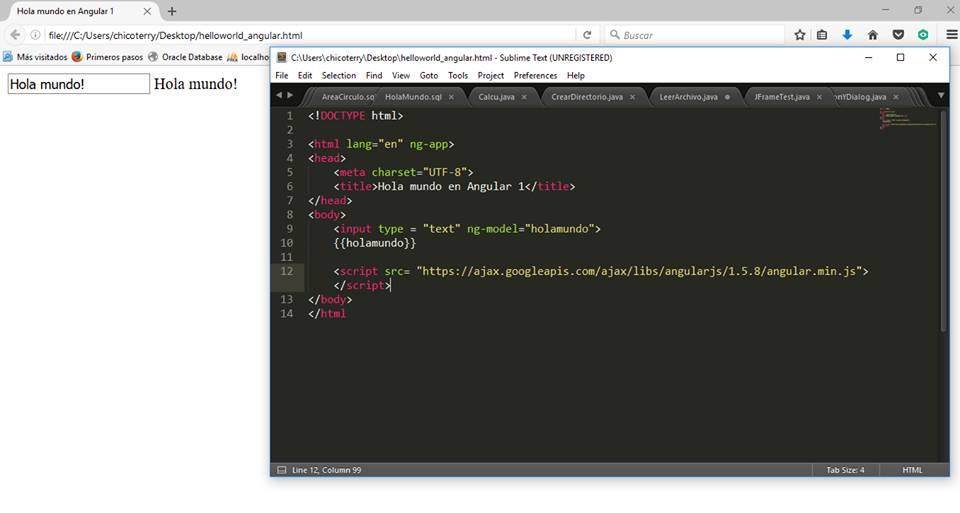 Hola mundo en Angular 1
file:///C:/Users/chicoterry/Desktop/helloworld_angular.html
Buscar
Más visitados Primeros pasos Oracle Database localho
Hola mundo! Hola mundo!
C:\Users\chicoterry\Desktop\helloworld_angular.html - Sublime Text (UNREGISTERED)
File Edit Selection Find View Goto Tools Project Preferences Help
AreaCirculo.sql HolaMundo.sql Calcu.java CrearDirectorio.java LeerArchivo.java JFrameTest.java onYDialog.java
1 <!DOCTYPE html>
2
3 <html lang="en" ng-app>
4 <head>
5 <meta charset="UTF-8">
6 <title>Hola mundo en Angular 1</title>
7 </head>
8 <body>
9 <input type = "text" ng-model="holamundo">
10 {{holamundo}}
11
12 <script src= "https://ajax.googleapis.com/ajax/libs/angularjs/1.5.8/angular.min.js">
</script>
13 </body>
14 </html
Line 12, Column 99 Tab Size: 4 HTML